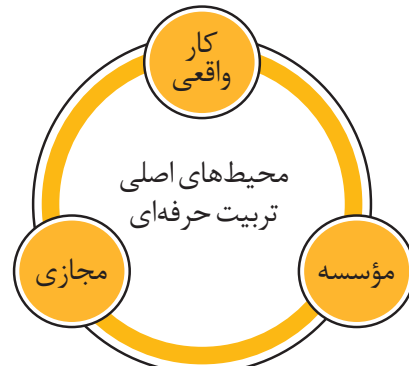 کار
واقعی
محیط‌های اصلی
تربیت حرفه‌ای
مؤسسه
مجازی